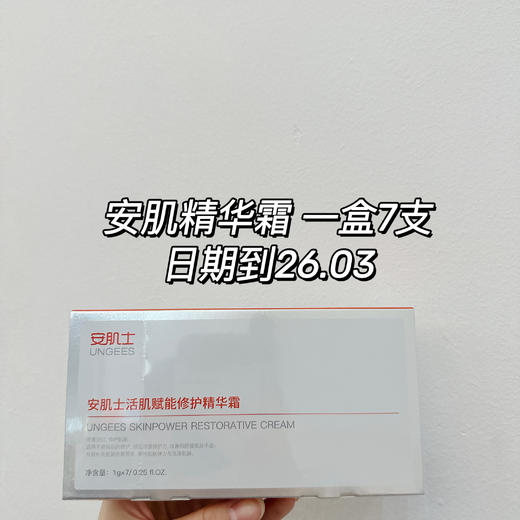 安肌精华霜 一盒7支
日期到26.03
安肌士
UNGEES
安肌士活肌赋能修护精华霜
UNGEES SKINPOWER RESTORATIVE CREAM
净含量: 1g×7/0.25 fl.OZ.